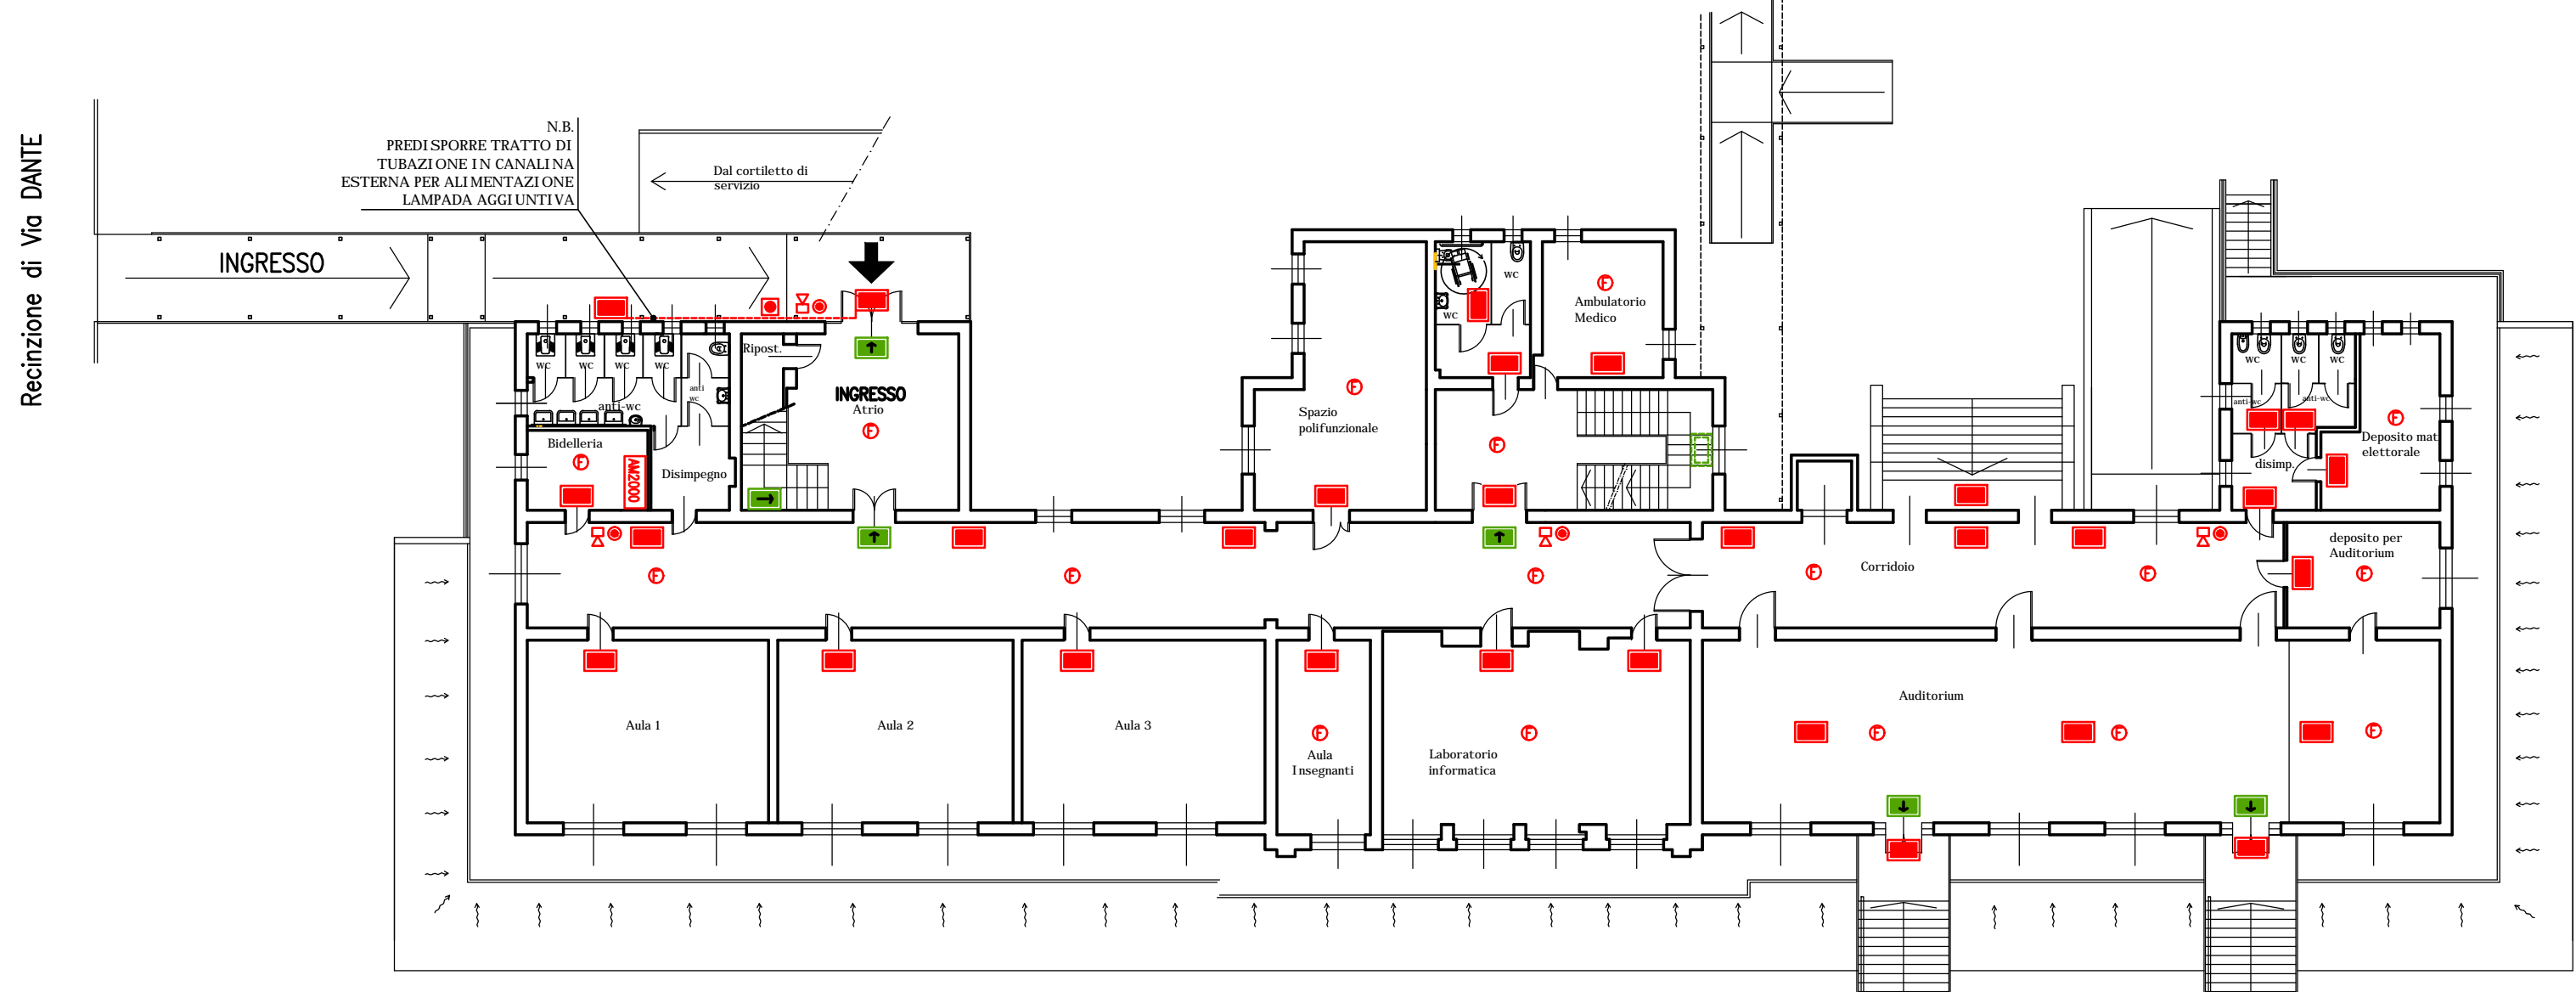 Recinzione di Via DANTE
N.B.
PREDISPORRE TRATTO DI
TUBAZIONE IN CANALINA
ESTERNA PER ALIMENTAZIONE
LAMPADA AGGIUNTIVA
Dal cortiletto di
servizio
INGRESSO
wc
wc
wc
wc
anti
wc
anti-wc
Ripost.
INGRESSO
Atrio
F
Bidelleria
F
AM2000
Disimpegno
Spazio
polifunzionale
F
wc
wc
Ambulatorio
Medico
F
F
wc
wc
wc
anti-wc
anti-wc
disimp.
F
Deposito mat.
elettorale
deposito per
Auditorium
F
F
F
F
F
Corridoio
F
Aula 1
Aula 2
Aula 3
F
Aula
Insegnanti
F
Laboratorio
informatica
Auditorium
F
F
F